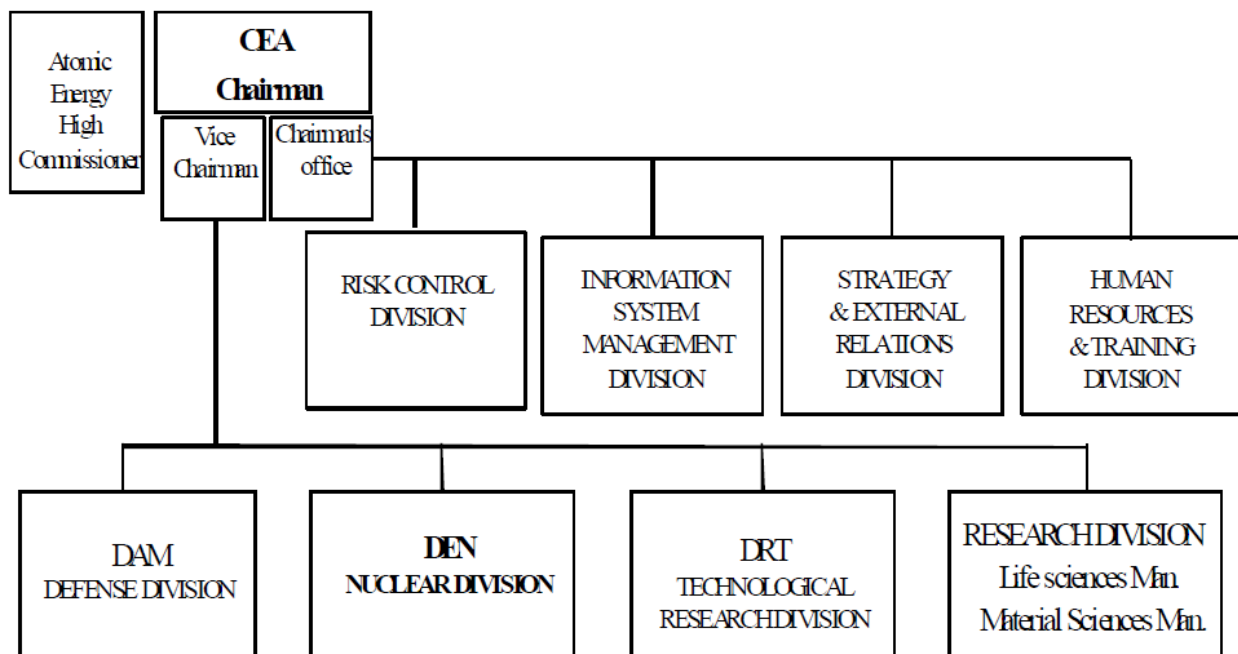 Atomic
Energy
High
Commissioner
CEA
Chairman
Vice
Chairman
Chairman's
office
RISK CONTROL
DIVISION
INFORMATION
SYSTEM
MANAGEMENT
DIVISION
STRATEGY
& EXTERNAL
RELATIONS
DIVISION
HUMAN
RESOURCES
& TRAINING
DIVISION
DAM
DEFENSE DIVISION
DEN
NUCLEAR DIVISION
DRT
TECHNOLOGICAL
RESEARCH DIVISION
RESEARCH DIVISION
Life sciences Man.
Material Sciences Man.